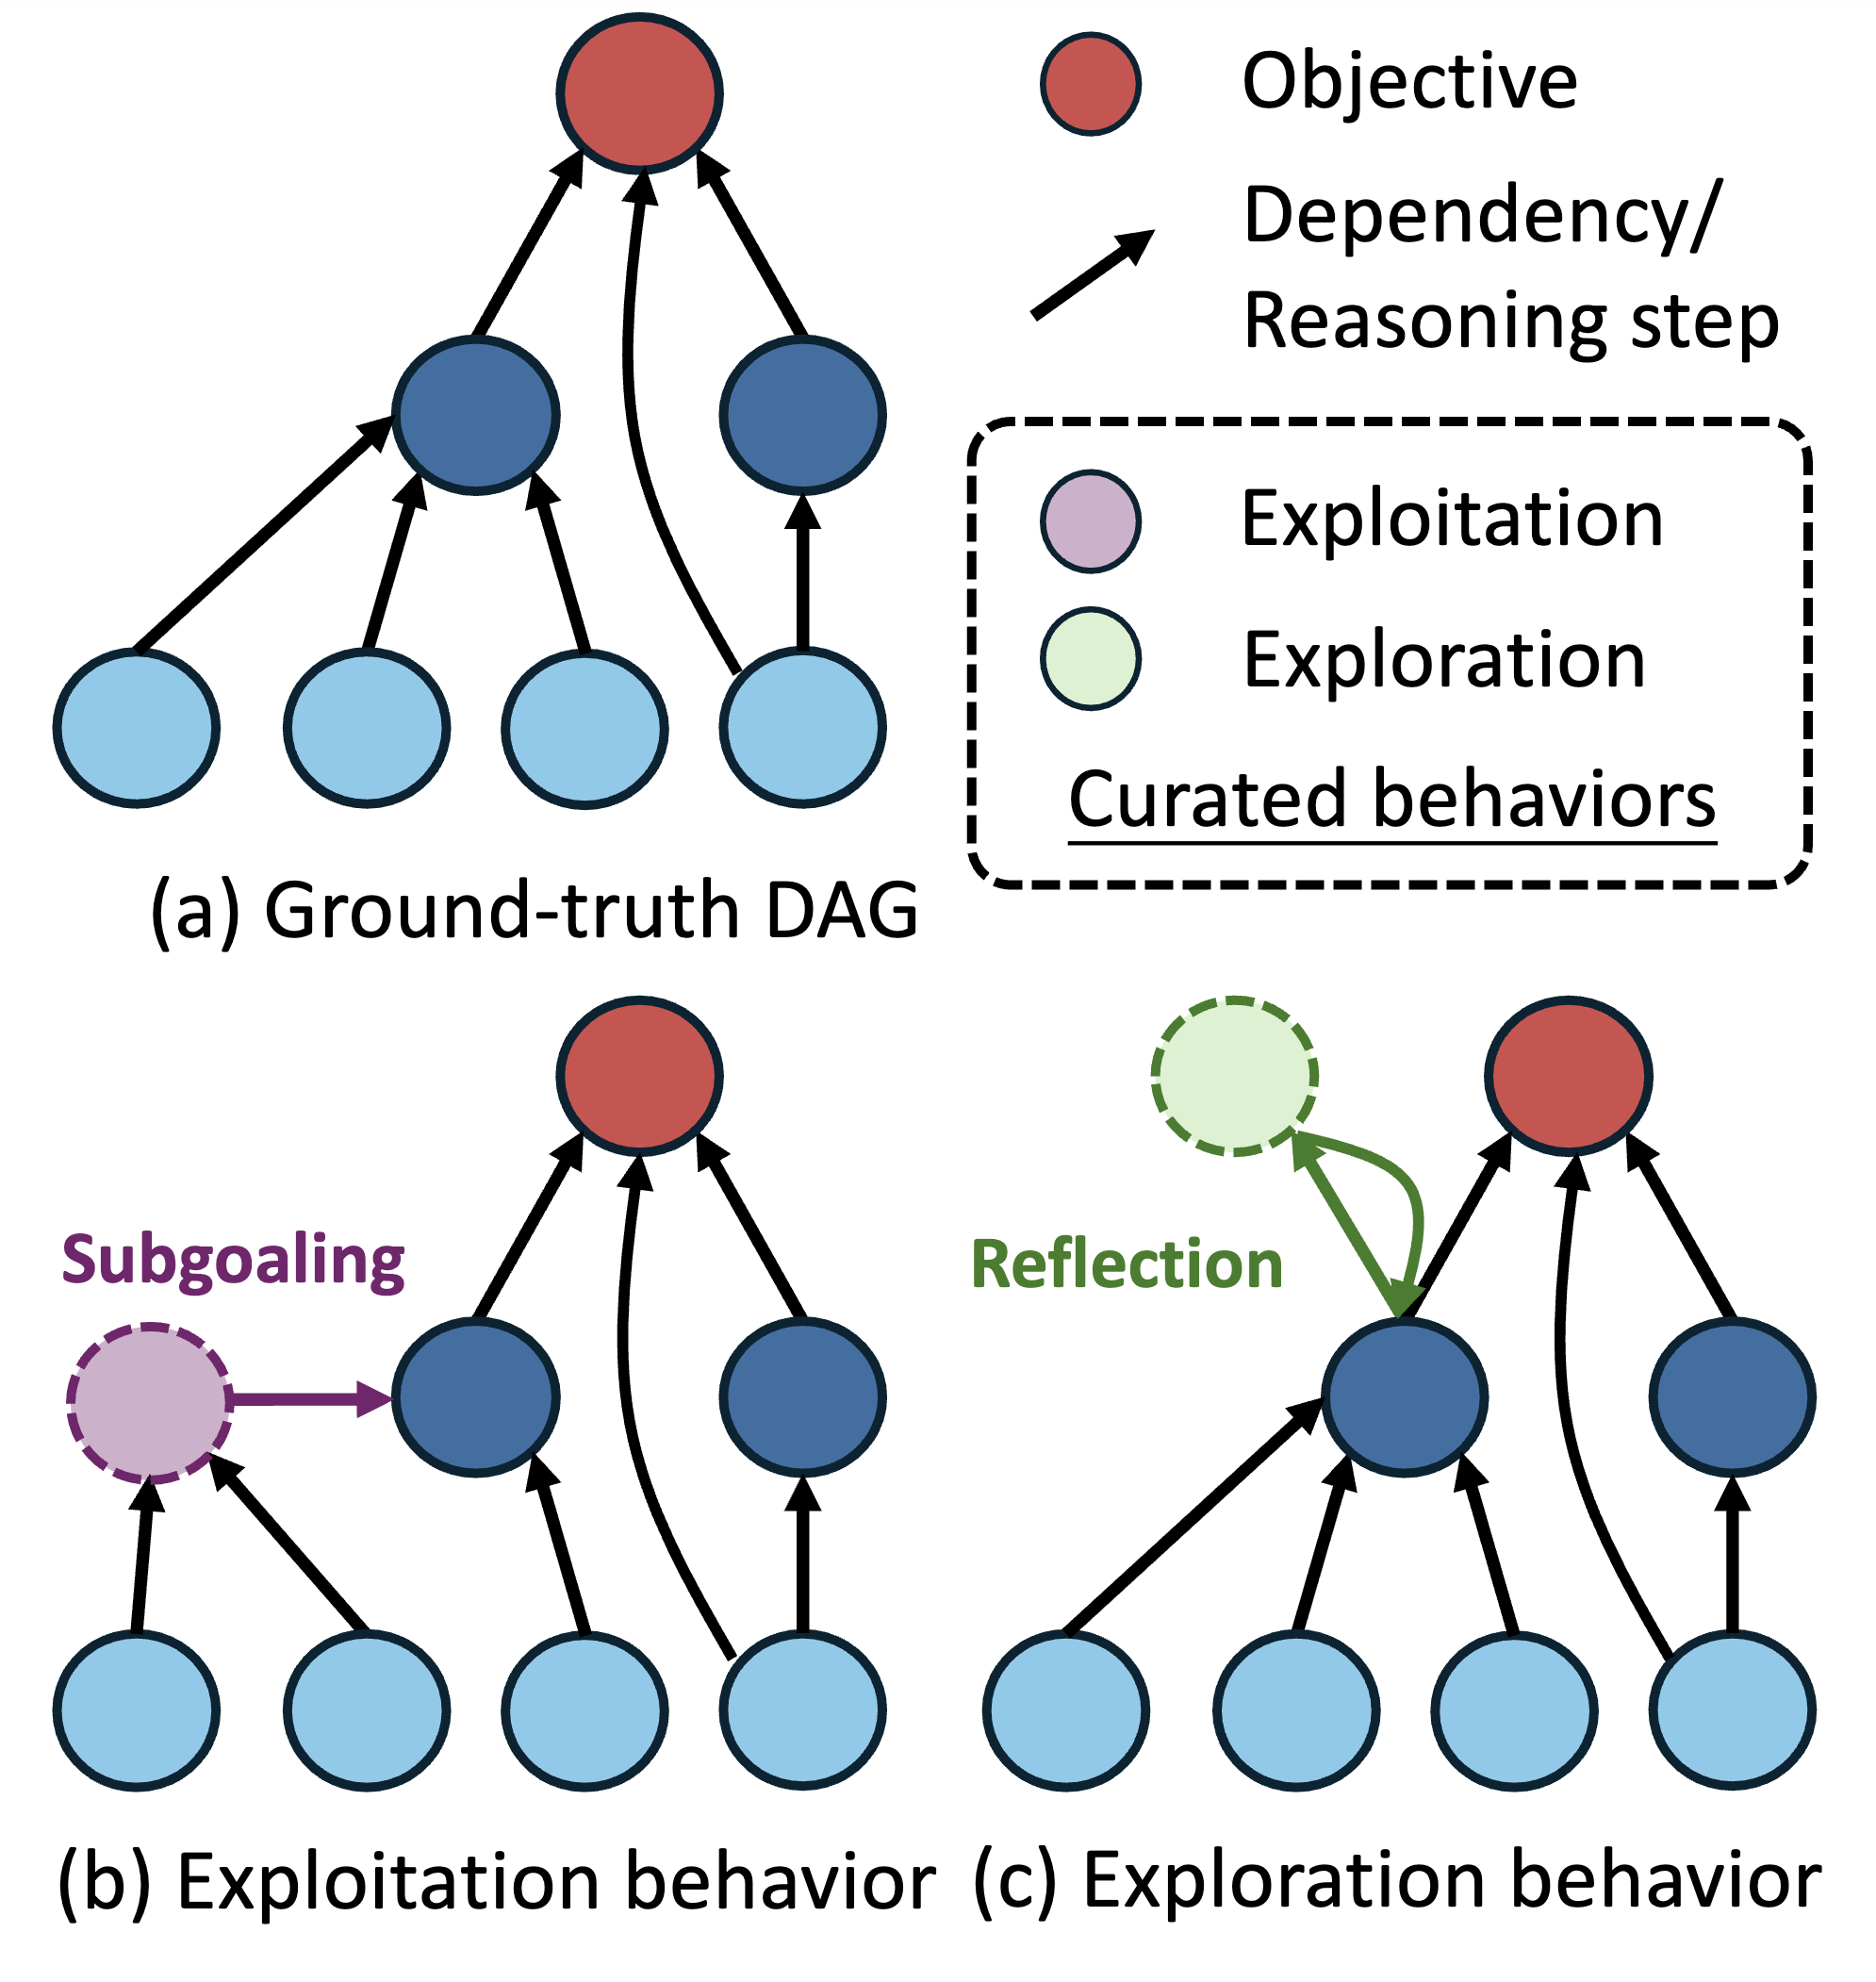 Objective
Dependency/
Reasoning step
Exploitation
Exploration
Curated behaviors
(a) Ground-truth DAG
Subgoaling
Reflection
(b) Exploitation behavior
(c) Exploration behavior